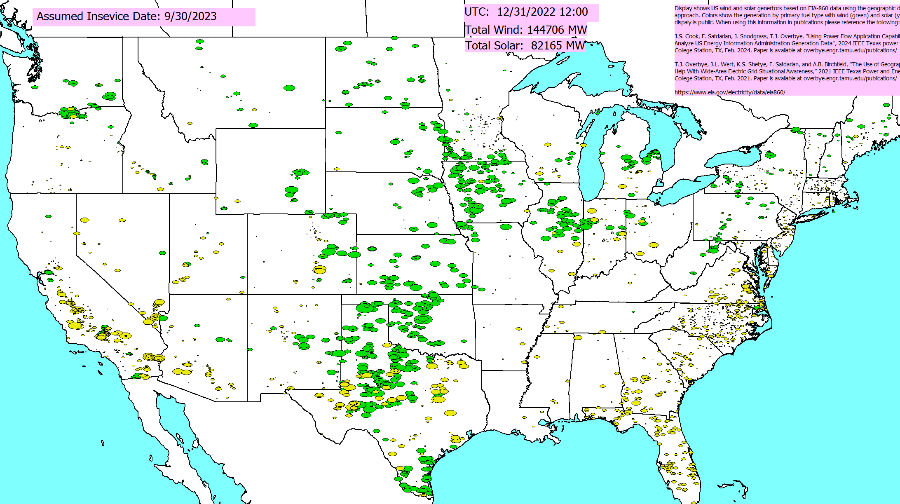 Assumed Inservice Date: 9/30/2023
UTC: 12/31/2022 12:00
Total Wind: 144706 MW
Total Solar: 82165 MW
Display shows US wind and solar genertors based on EIA-860 data using the geographic d
approach. Colors show the generation by primary fuel type with wind (green) and solar (y
display is public. When using this information in publications please reference the following:
S. Cook, F. Safdarian, J. Snodgrass, T.J. Overbye, "Using Power Flow Application Capabil
Analyze US Energy Information Administration Generation Data", 2024 IEEE Texas power
College Station, TX, Feb. 2024. Paper is available at overbye.engr.tamu.edu/publications/
T.J. Overbye, J.L. Wert, K.S. Shetye, F. Safdarian, and A.B. Birchfield, "The Use of Geograp
Help With Wide-Area Electric Grid Situational Awareness," 2021 IEEE Texas Power and Ene
College Station, TX, Feb. 2021. Paper is available at overbye.engr.tamu.edu/publications/
https://www.eia.gov/electricity/data/eia860/